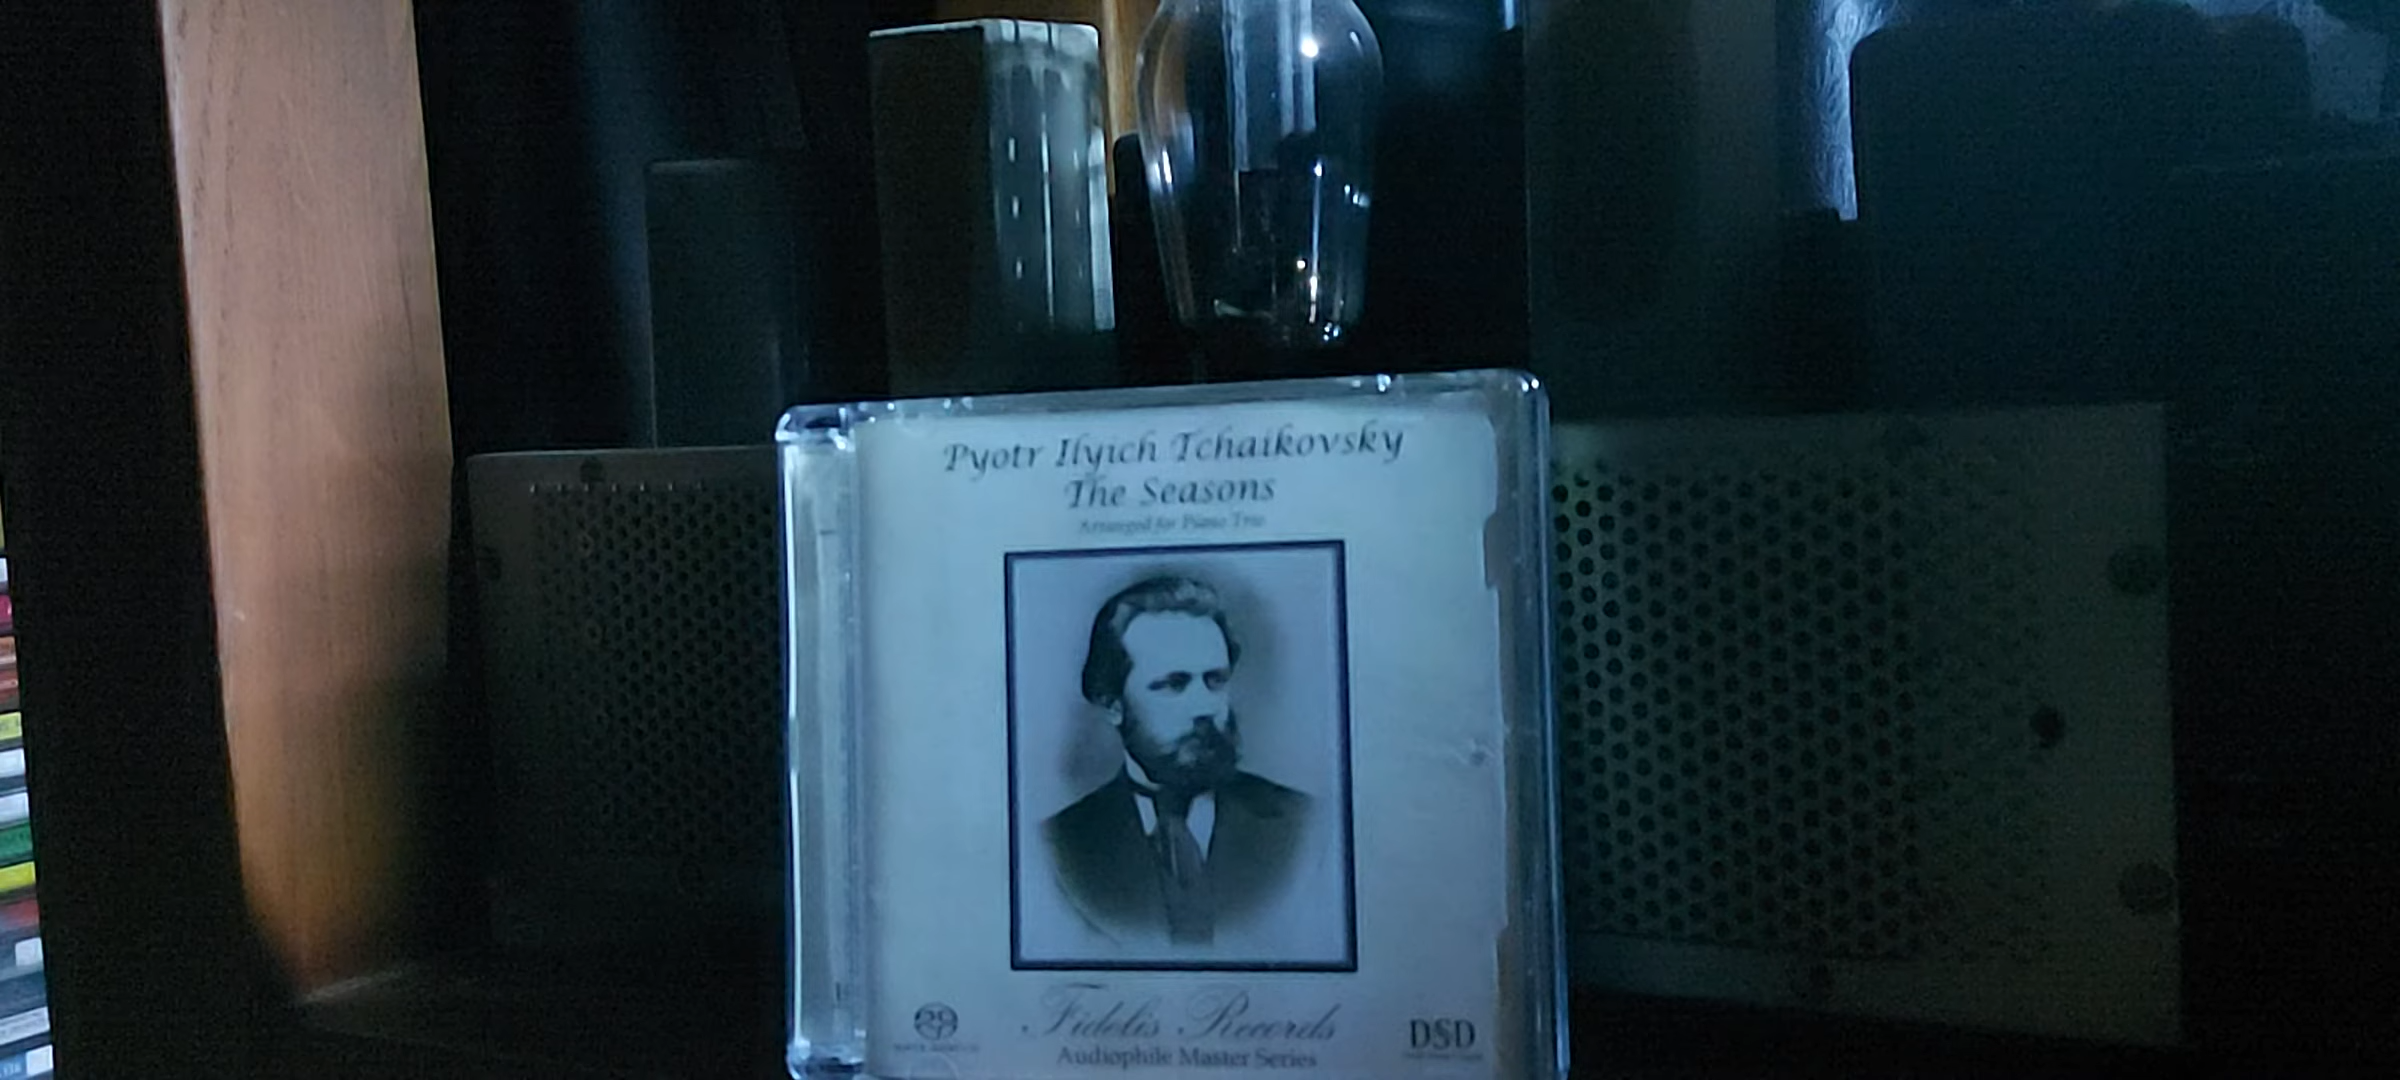 Pyotr Ilyich Tchaikovsky
The Seasons
Arranged for Piano Trio
Fidelis Records
DSD
Audiophile Master Series